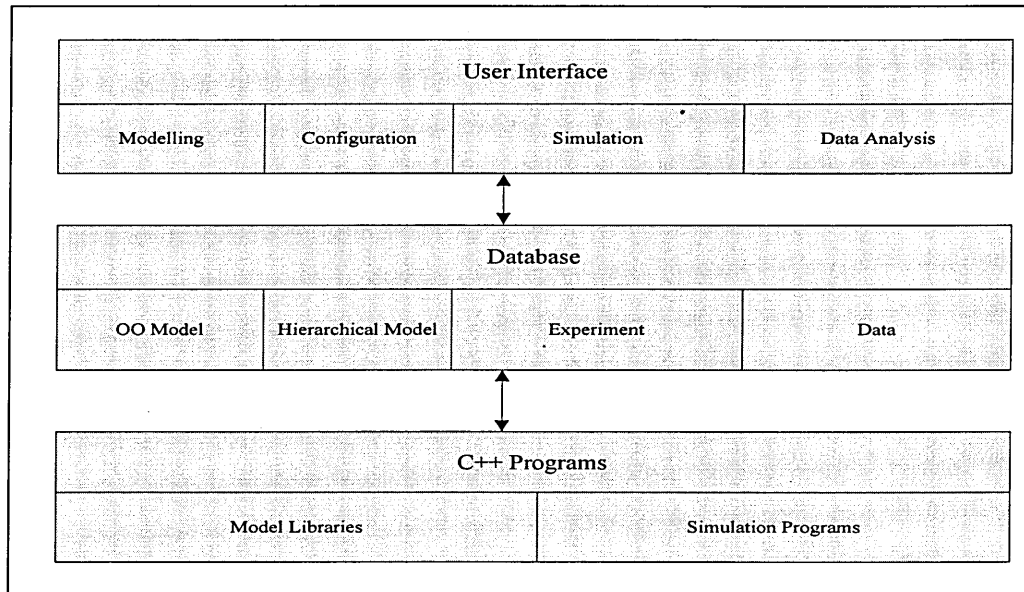 User Interface
Modelling Configuration Simulation Data Analysis
Database
OO Model Hierarchical Model Experiment Data
C++ Programs
Model Libraries Simulation Programs